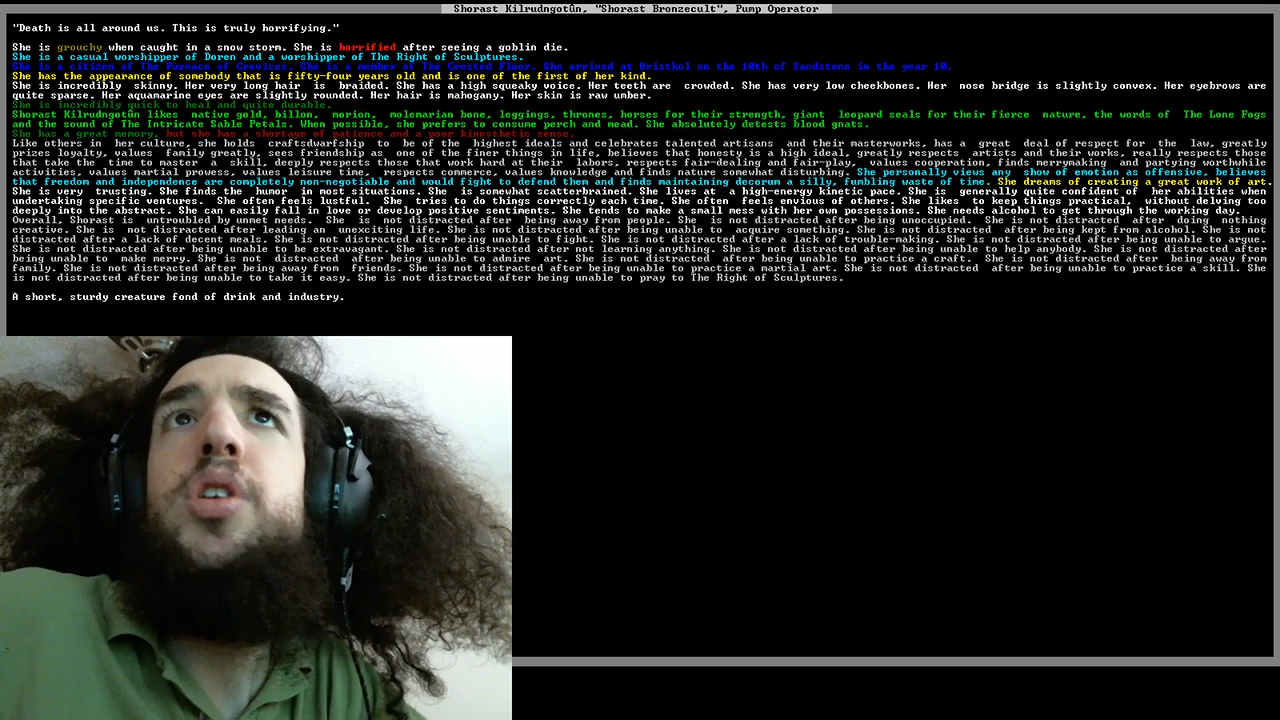 Shorast Kilrudngotûn, "Shorast Bronzecult", Pump Operator
"Death is all around us. This is truly horrifying."
She is grouchy when caught in a snow storm. She is horrified after seeing a goblin die.
She is a casual worshipper of Doren and a worshipper of The Right of Sculptures.
She is a citizen of The Furnace of Crevices. She is a member of The Crested Floor. She arrived at Uristkol on the 10th of Sandstone in the year 10.
She has the appearance of somebody that is fifty-four years old and is one of the first of her kind.
She is incredibly skinny. Her very long hair is braided. She has a high squeaky voice. Her teeth are crowded. She has very low cheekbones. Her nose bridge is slightly convex. Her eyebrows are
quite sparse. Her aquamarine eyes are slightly rounded. Her hair is mahogany. Her skin is raw umber.
She is incredibly quick to heal and quite durable.
Shorast Kilrudngotûn likes native gold, billon, morion, molemarian bone, leggings, thrones, horses for their strength, giant leopard seals for their fierce nature, the words of The Lone Pogs
and the sound of The Intricate Sable Petals. When possible, she prefers to consume perch and mead. She absolutely detests blood gnats.
She has a great memory, but she has a shortage of patience and a poor kinesthetic sense.
Like others in her culture, she holds craftsdwarfship to be of the highest ideals and celebrates talented artisans and their masterworks, has a great deal of respect for the law, greatly
prizes loyalty, values family greatly, sees friendship as one of the finer things in life, believes that honesty is a high ideal, greatly respects artists and their works, really respects those
that take the time to master a skill, deeply respects those that work hard at their labors, respects fair-dealing and fair-play, values cooperation, finds merrymaking and partying worthwhile
activities, values martial prowess, values leisure time, respects commerce, values knowledge and finds nature somewhat disturbing. She personally views any show of emotion as offensive, believes
that freedom and independence are completely non-negotiable and would fight to defend them and finds maintaining decorum a silly, fumbling waste of time. She dreams of creating a great work of art.
She is very trusting. She finds the humor in most situations. She is somewhat scatterbrained. She lives at a high-energy kinetic pace. She is generally quite confident of her abilities when
undertaking specific ventures. She often feels lustful. She tries to do things correctly each time. She often feels envious of others. She likes to keep things practical, without delving too
deeply into the abstract. She can easily fall in love or develop positive sentiments. She tends to make a small mess with her own possessions. She needs alcohol to get through the working day.
Overall, Shorast is untroubled by unmet needs. She is not distracted after being away from people. She is not distracted after being unoccupied. She is not distracted after doing nothing
creative. She is not distracted after leading an unexciting life. She is not distracted after being unable to acquire something. She is not distracted after being kept from alcohol. She is not
distracted after a lack of decent meals. She is not distracted after being unable to fight. She is not distracted after a lack of trouble-making. She is not distracted after being unable to argue.
She is not distracted after being unable to be extravagant. She is not distracted after not learning anything. She is not distracted after being unable to help anybody. She is not distracted after
being unable to make merry. She is not distracted after being unable to admire art. She is not distracted after being unable to practice a craft. She is not distracted after being away from
family. She is not distracted after being away from friends. She is not distracted after being unable to practice a martial art. She is not distracted after being unable to practice a skill. She
is not distracted after being unable to take it easy. She is not distracted after being unable to pray to The Right of Sculptures.
A short, sturdy creature fond of drink and industry.